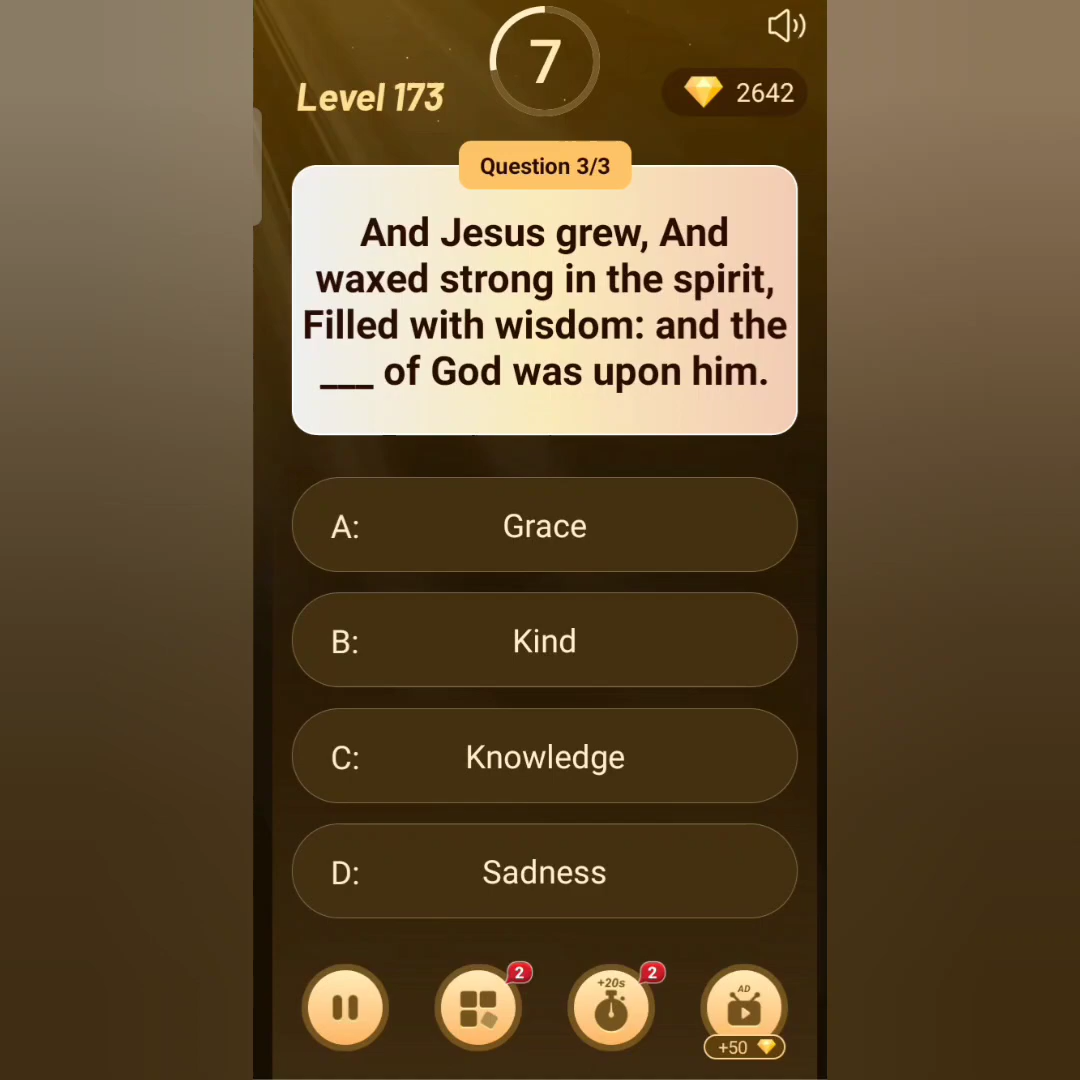 7
Level 173
2642
Question 3/3
And Jesus grew, And
waxed strong in the spirit,
Filled with wisdom: and the
___ of God was upon him.
A: Grace
B: Kind
C: Knowledge
D: Sadness
2
+20s
2
AD
+50